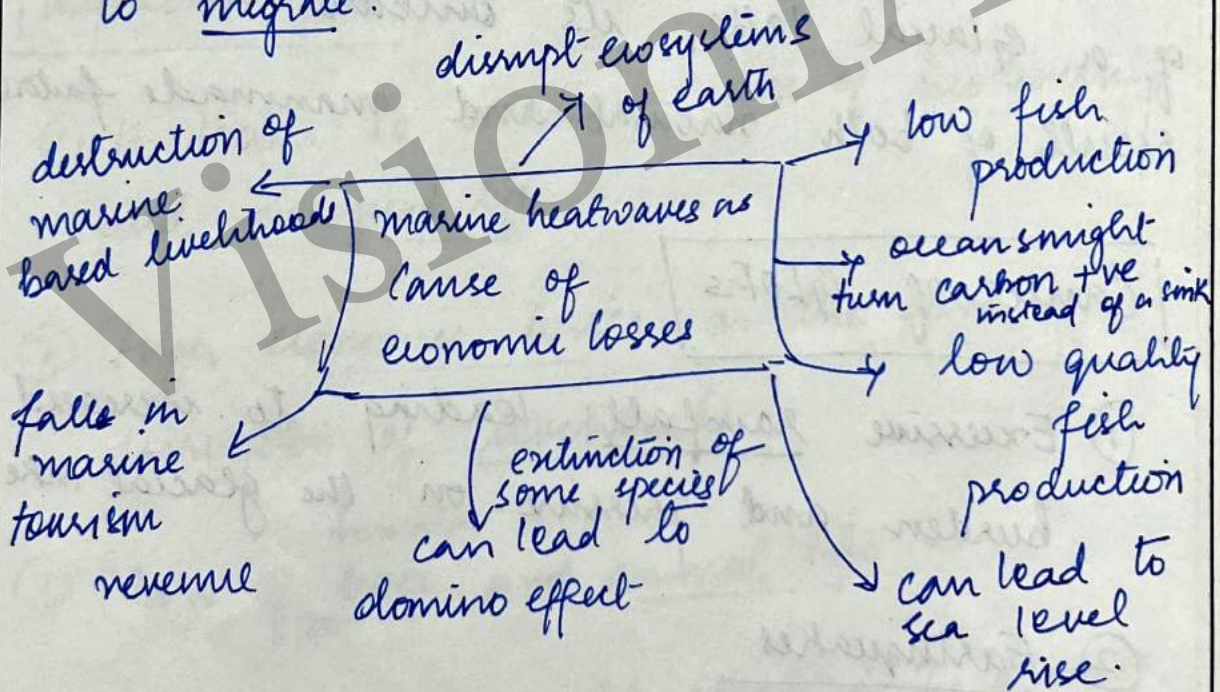 to migrate.
disrupt ecosystems
of earth
low fish
production
destruction of
marine
based livelihoods
marine heatwaves as
cause of
economic losses
oceans might
turn carbon +ve
instead of a sink
low quality
fish
production
falls in
marine
tourism
revenue
extinction of
some species
can lead to
domino effect
can lead to
sea level
rise.
Vision